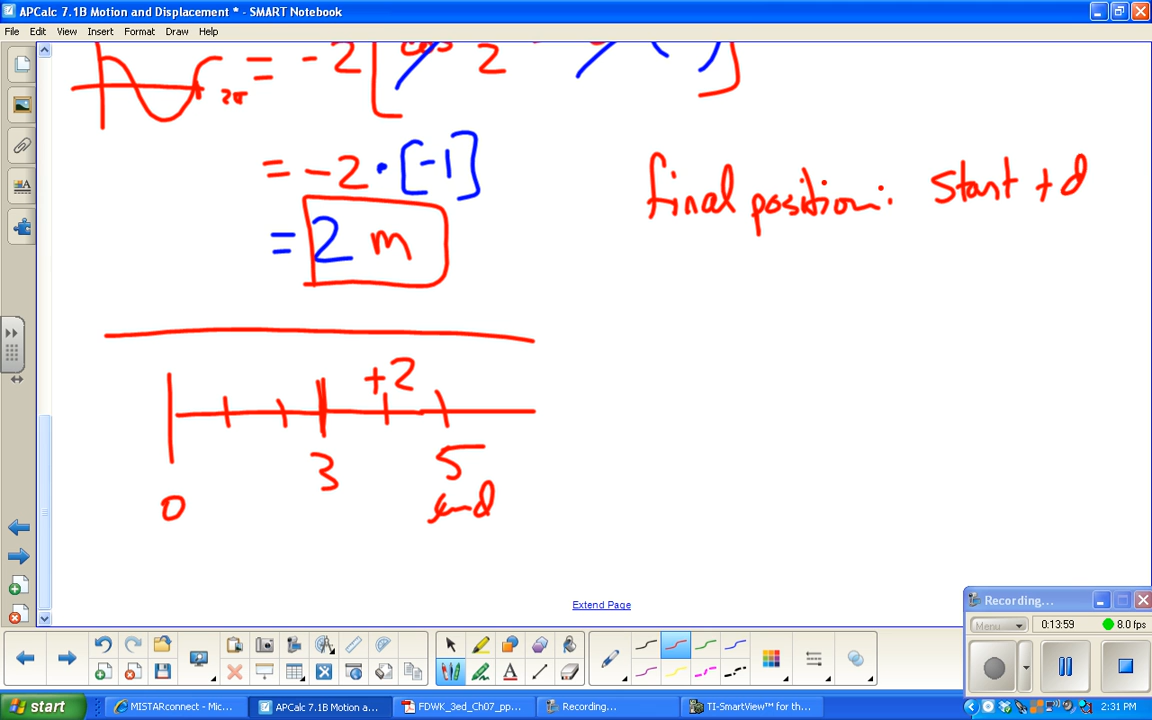 APCalc 7.1B Motion and Displacement * - SMART Notebook
File Edit View Insert Format Draw Help
= -2 [cos 2
2π
= -2 · [-1]
= 2 m
final position: start + d
+2
0 3 5
end
Extend Page
Recording...
Menu 0:13:59 8.0 fps
start MISTARconnect - Mic... APCalc 7.1B Motion a... FDWK_3ed_Ch07_pp... Recording... TI-SmartView™ for th... 2:31 PM